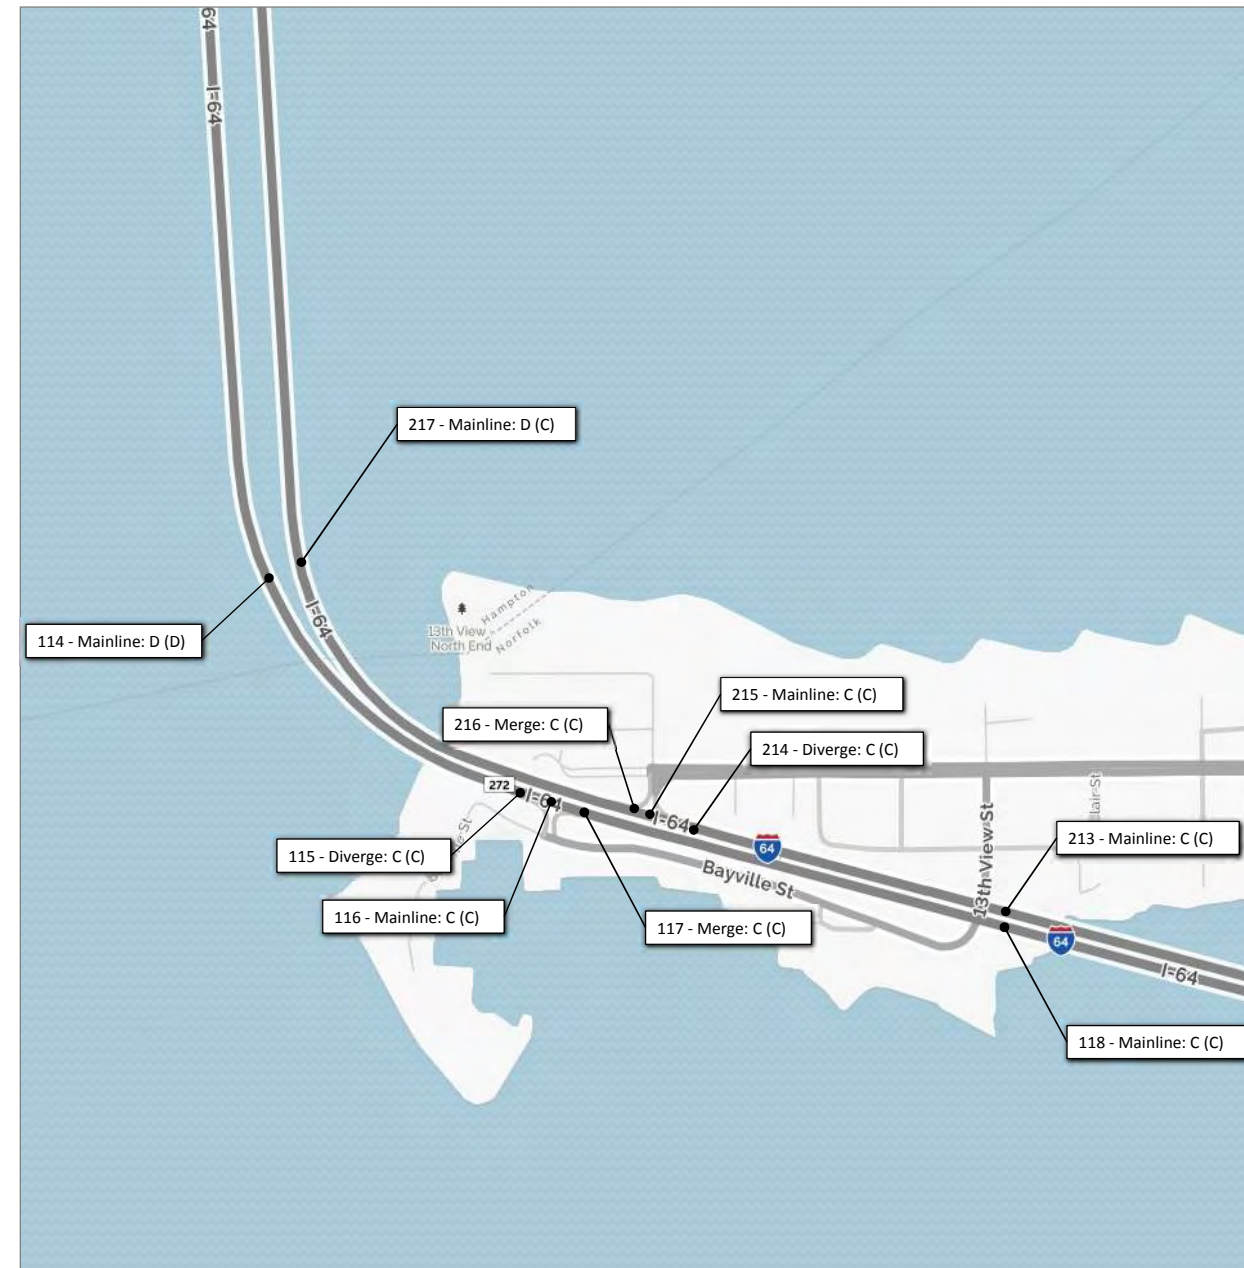 64
I-64
217 - Mainline: D (C)
Hampton
13th View
North End
Norfolk
I-64
114 - Mainline: D (D)
215 - Mainline: C (C)
216 - Merge: C (C)
214 - Diverge: C (C)
272
I-64
I-64
64
115 - Diverge: C (C)
Bayville St
13th View St
213 - Mainline: C (C)
116 - Mainline: C (C)
117 - Merge: C (C)
64
I-64
118 - Mainline: C (C)